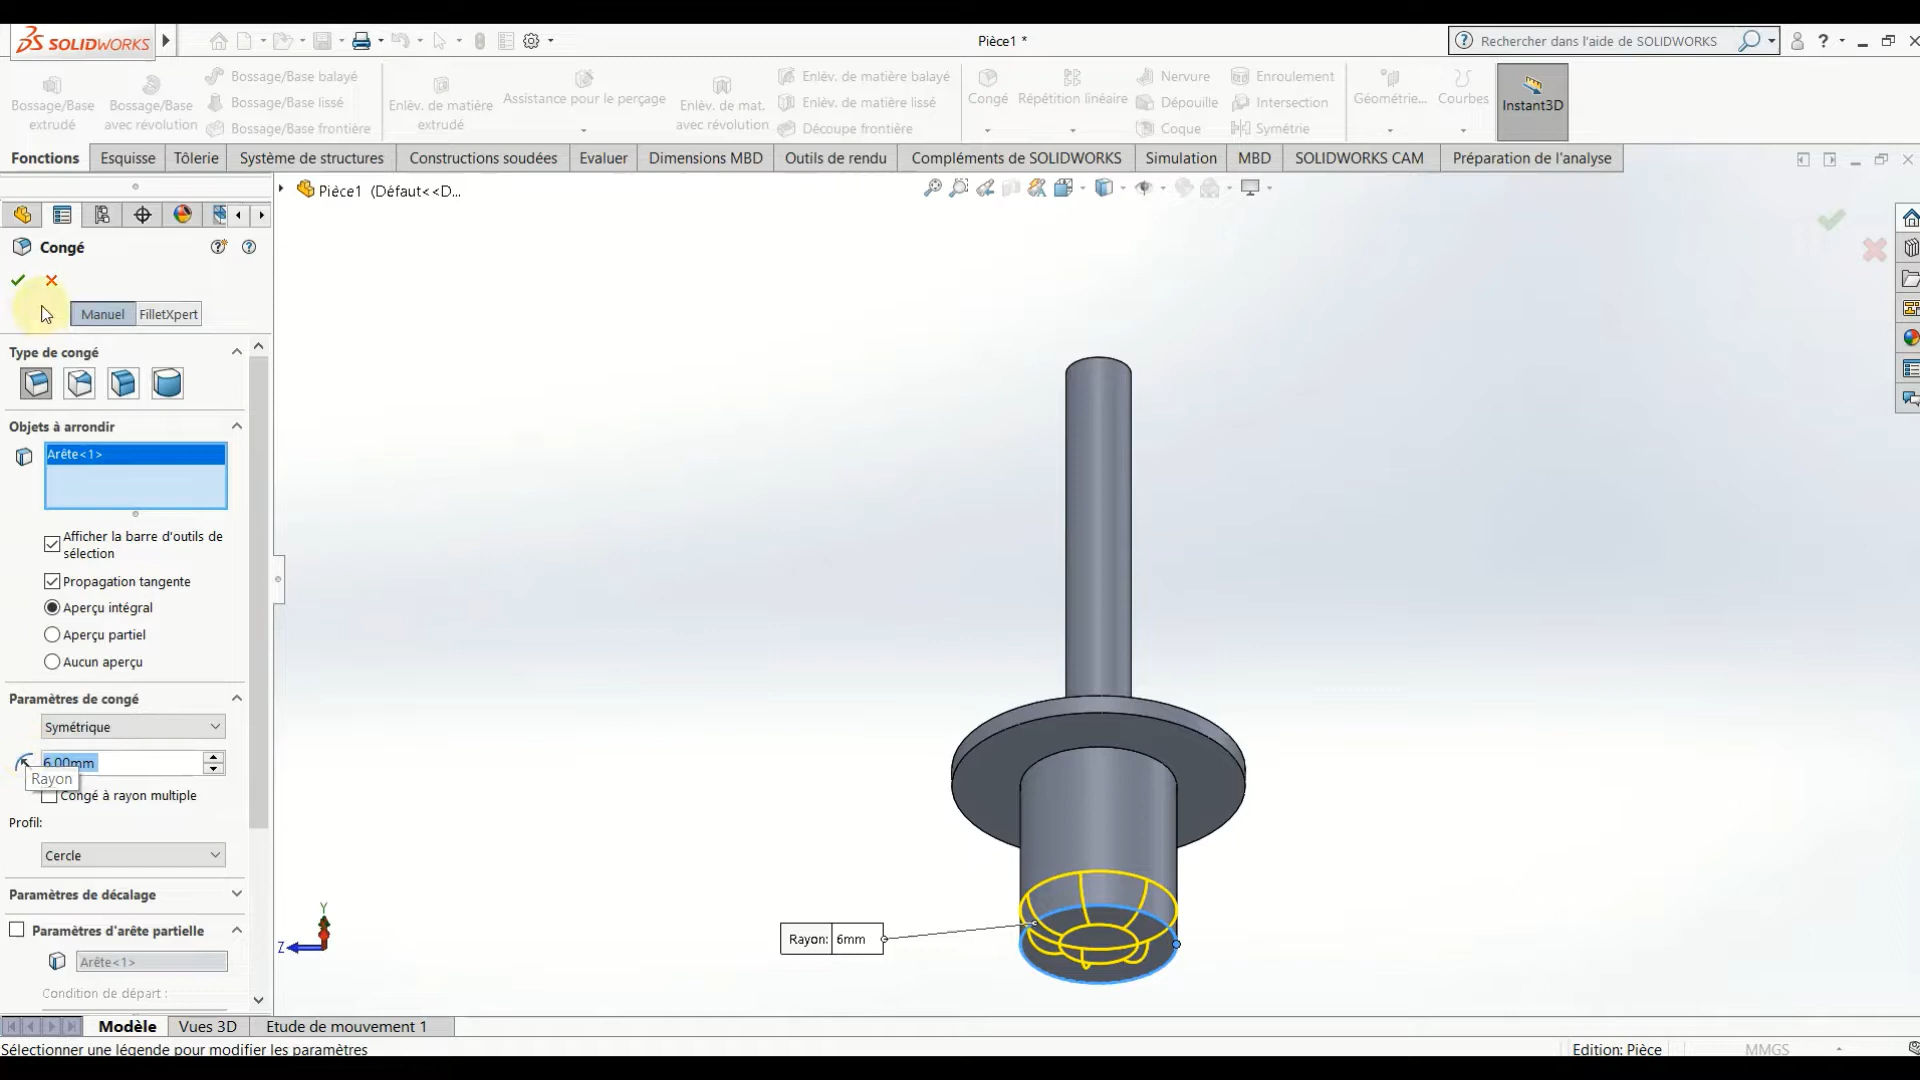 SOLIDWORKS
Pièce1 *
Rechercher dans l'aide de SOLIDWORKS
?
Bossage/Base extrudé
Bossage/Base avec révolution
Bossage/Base balayé
Bossage/Base lissé
Bossage/Base frontière
Enlèv. de matière extrudé
Assistance pour le perçage
Enlèv. de mat. avec révolution
Enlèv. de matière balayé
Enlèv. de matière lissé
Découpe frontière
Congé
Répétition linéaire
Nervure
Dépouille
Coque
Enroulement
Intersection
Symétrie
Géométrie...
Courbes
Instant3D
Fonctions
Esquisse
Tôlerie
Système de structures
Constructions soudées
Evaluer
Dimensions MBD
Outils de rendu
Compléments de SOLIDWORKS
Simulation
MBD
SOLIDWORKS CAM
Préparation de l'analyse
Pièce1 (Défaut<<D...
Congé
Manuel
FilletXpert
Type de congé
Objets à arrondir
Arête<1>
Afficher la barre d'outils de
sélection
Propagation tangente
Aperçu intégral
Aperçu partiel
Aucun aperçu
Paramètres de congé
Symétrique
6.00mm
Rayon
Congé à rayon multiple
Profil:
Cercle
Paramètres de décalage
Paramètres d'arête partielle
Arête<1>
Condition de départ :
Y
Z
Rayon: 6mm
Modèle
Vues 3D
Etude de mouvement 1
Sélectionner une légende pour modifier les paramètres
Edition: Pièce
MMGS